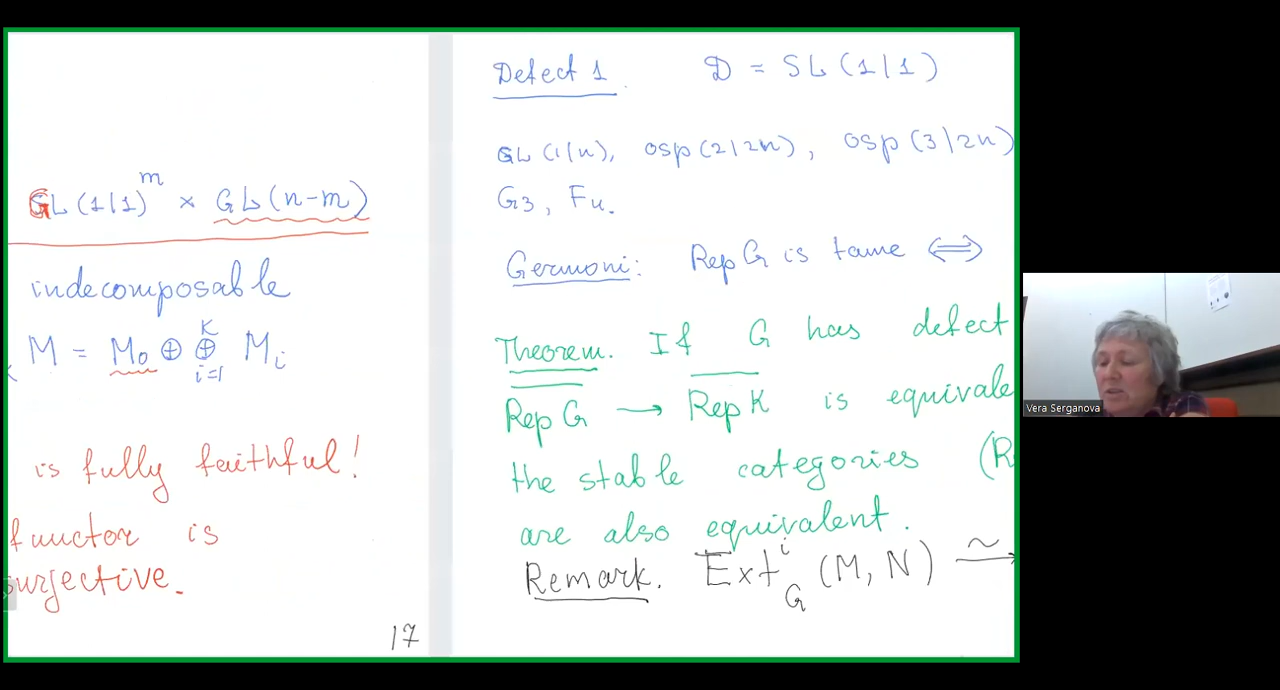 GL (1|1)^m × GL (n-m)
indecomposable
M = M_0 ⊕ ⊕_{i=1}^{K} M_i
is fully faithful!
functor is
surjective.
17
Defect 1 D = SL (1|1)
GL (1|n), osp (2|2n), osp (3|2n)
G3, F4.
Germoni: Rep G is tame ⟺
Theorem. If G has defect
Rep G → Rep K is equivale
the stable categories (R
are also equivalent.
Remark. Ext^i_G (M, N) ∼→
Vera Serganova